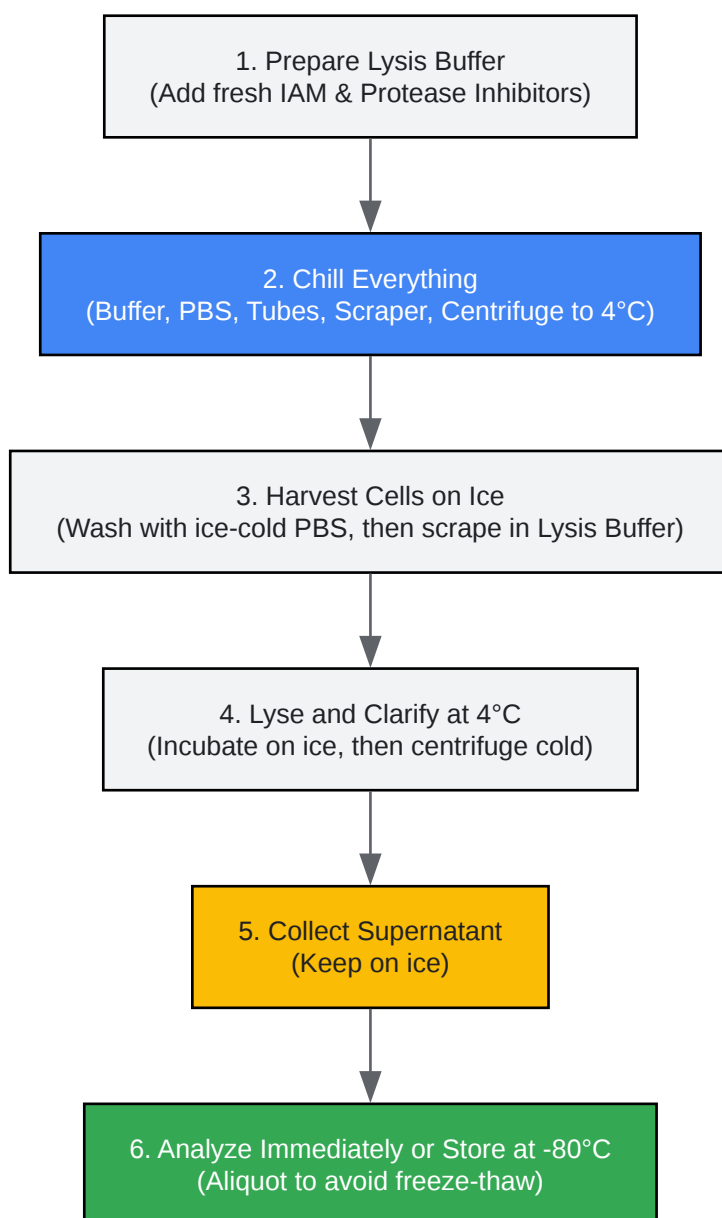 1. Prepare Lysis Buffer
(Add fresh IAM & Protease Inhibitors)
2. Chill Everything
(Buffer, PBS, Tubes, Scraper, Centrifuge to 4°C)
3. Harvest Cells on Ice
(Wash with ice-cold PBS, then scrape in Lysis Buffer)
4. Lyse and Clarify at 4°C
(Incubate on ice, then centrifuge cold)
5. Collect Supernatant
(Keep on ice)
6. Analyze Immediately or Store at -80°C
(Aliquot to avoid freeze-thaw)